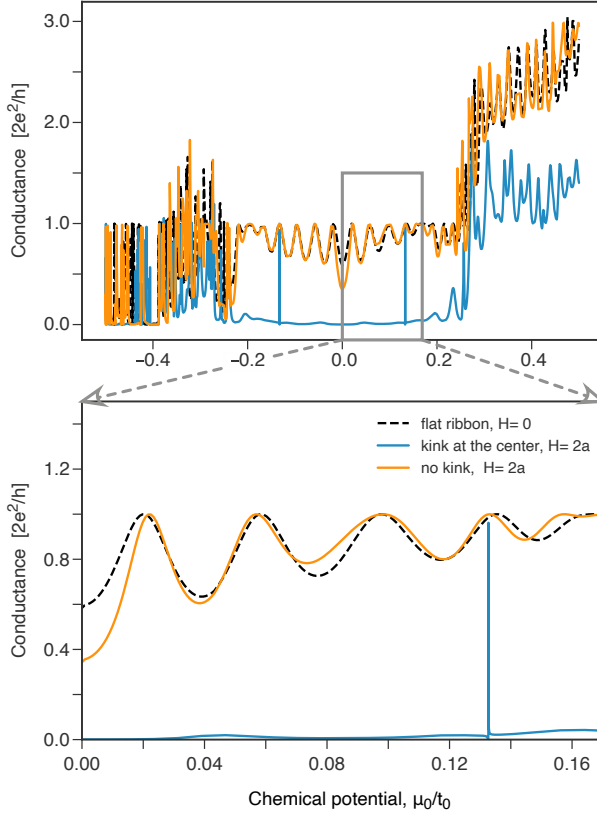 3.0
2.0
1.0
0.0
Conductance [2e²/h]
−0.4 −0.2 0.0 0.2 0.4
flat ribbon, H= 0
kink at the center, H= 2a
no kink, H= 2a
1.2
0.8
0.4
0.0
Conductance [2e²/h]
0.00 0.04 0.08 0.12 0.16
Chemical potential, μ₀/t₀